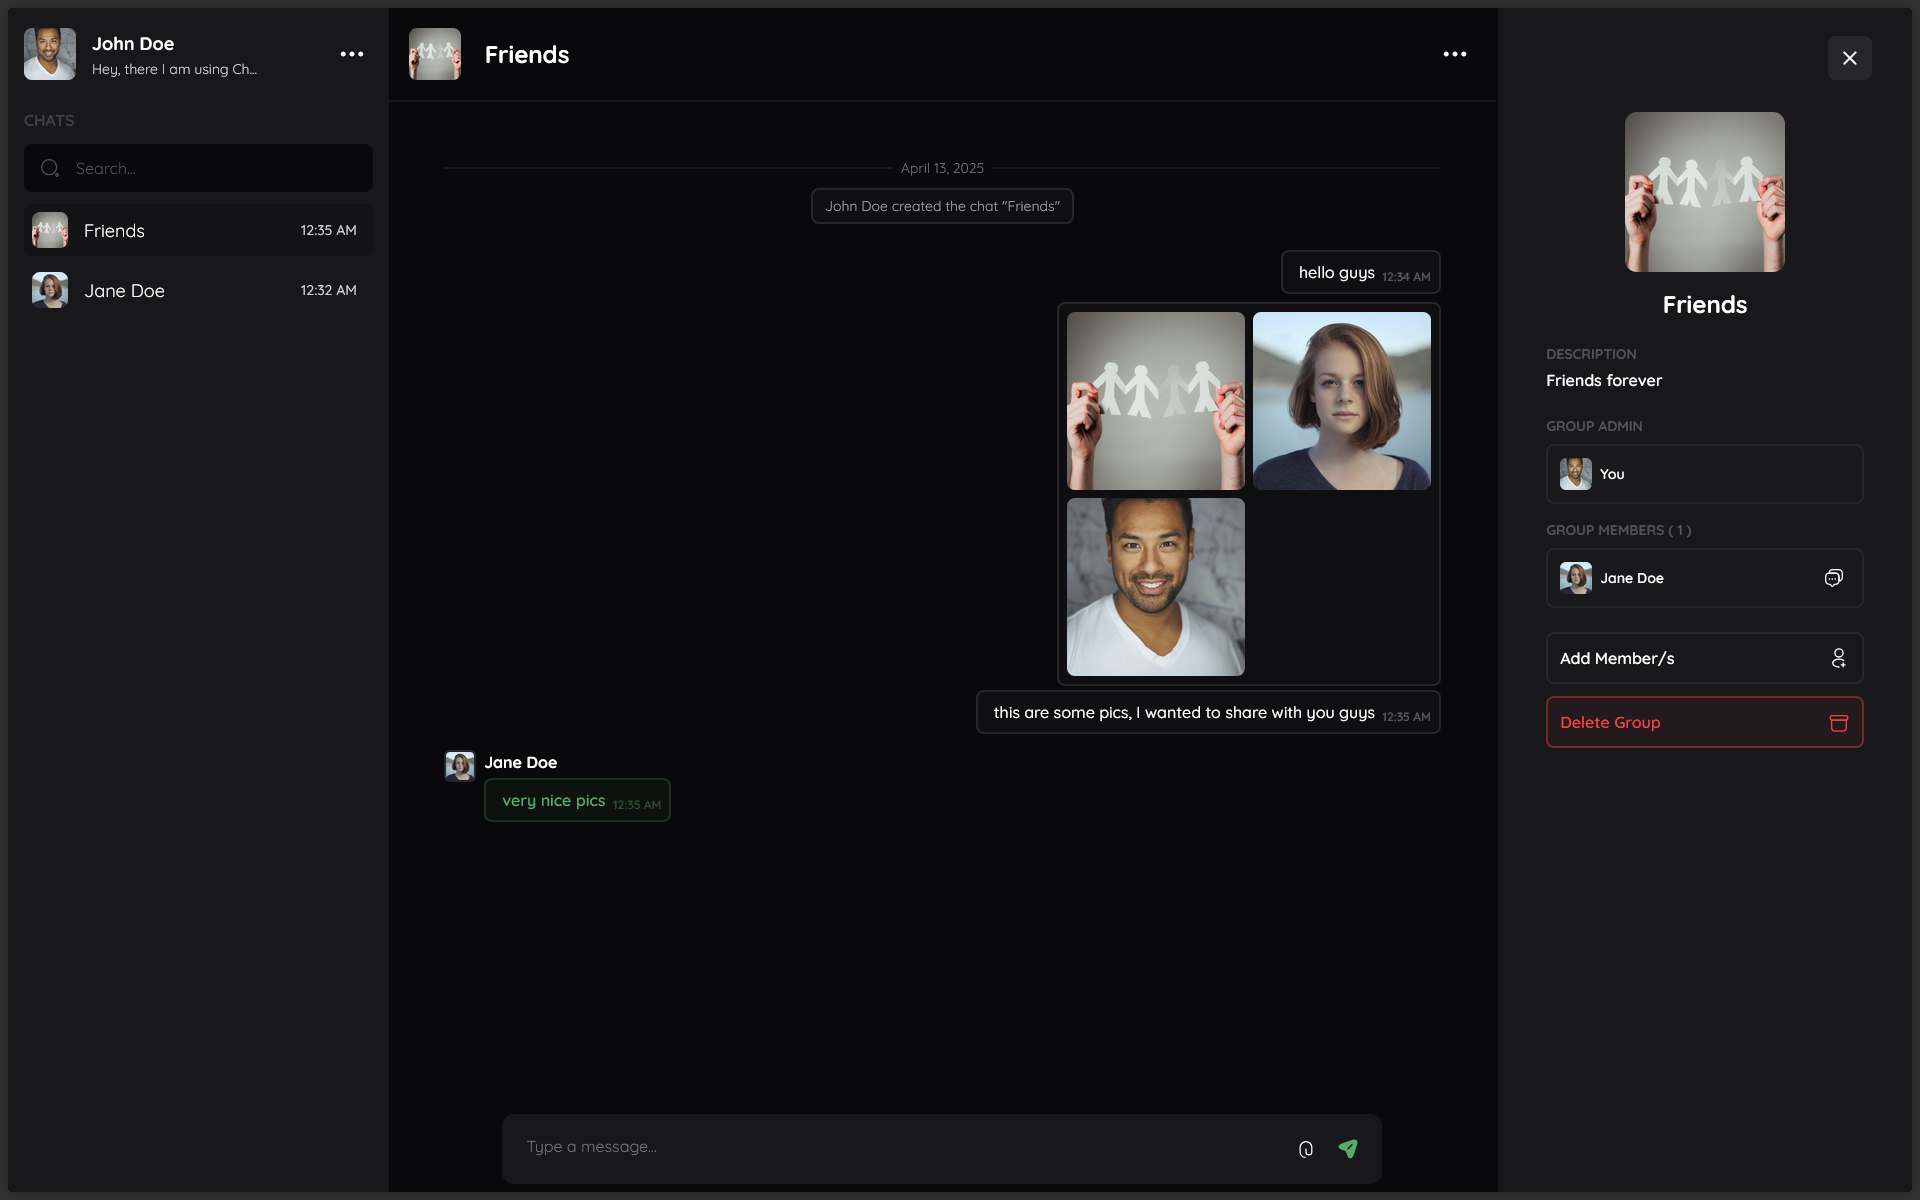 John Doe
Hey, there I am using Ch...
CHATS
Search...
Friends
12:35 AM
Jane Doe
12:32 AM
Friends
April 13, 2025
John Doe created the chat "Friends"
hello guys 12:34 AM
this are some pics, I wanted to share with you guys 12:35 AM
Jane Doe
very nice pics 12:35 AM
Type a message...
Friends
DESCRIPTION
Friends forever
GROUP ADMIN
You
GROUP MEMBERS ( 1 )
Jane Doe
Add Member/s
Delete Group